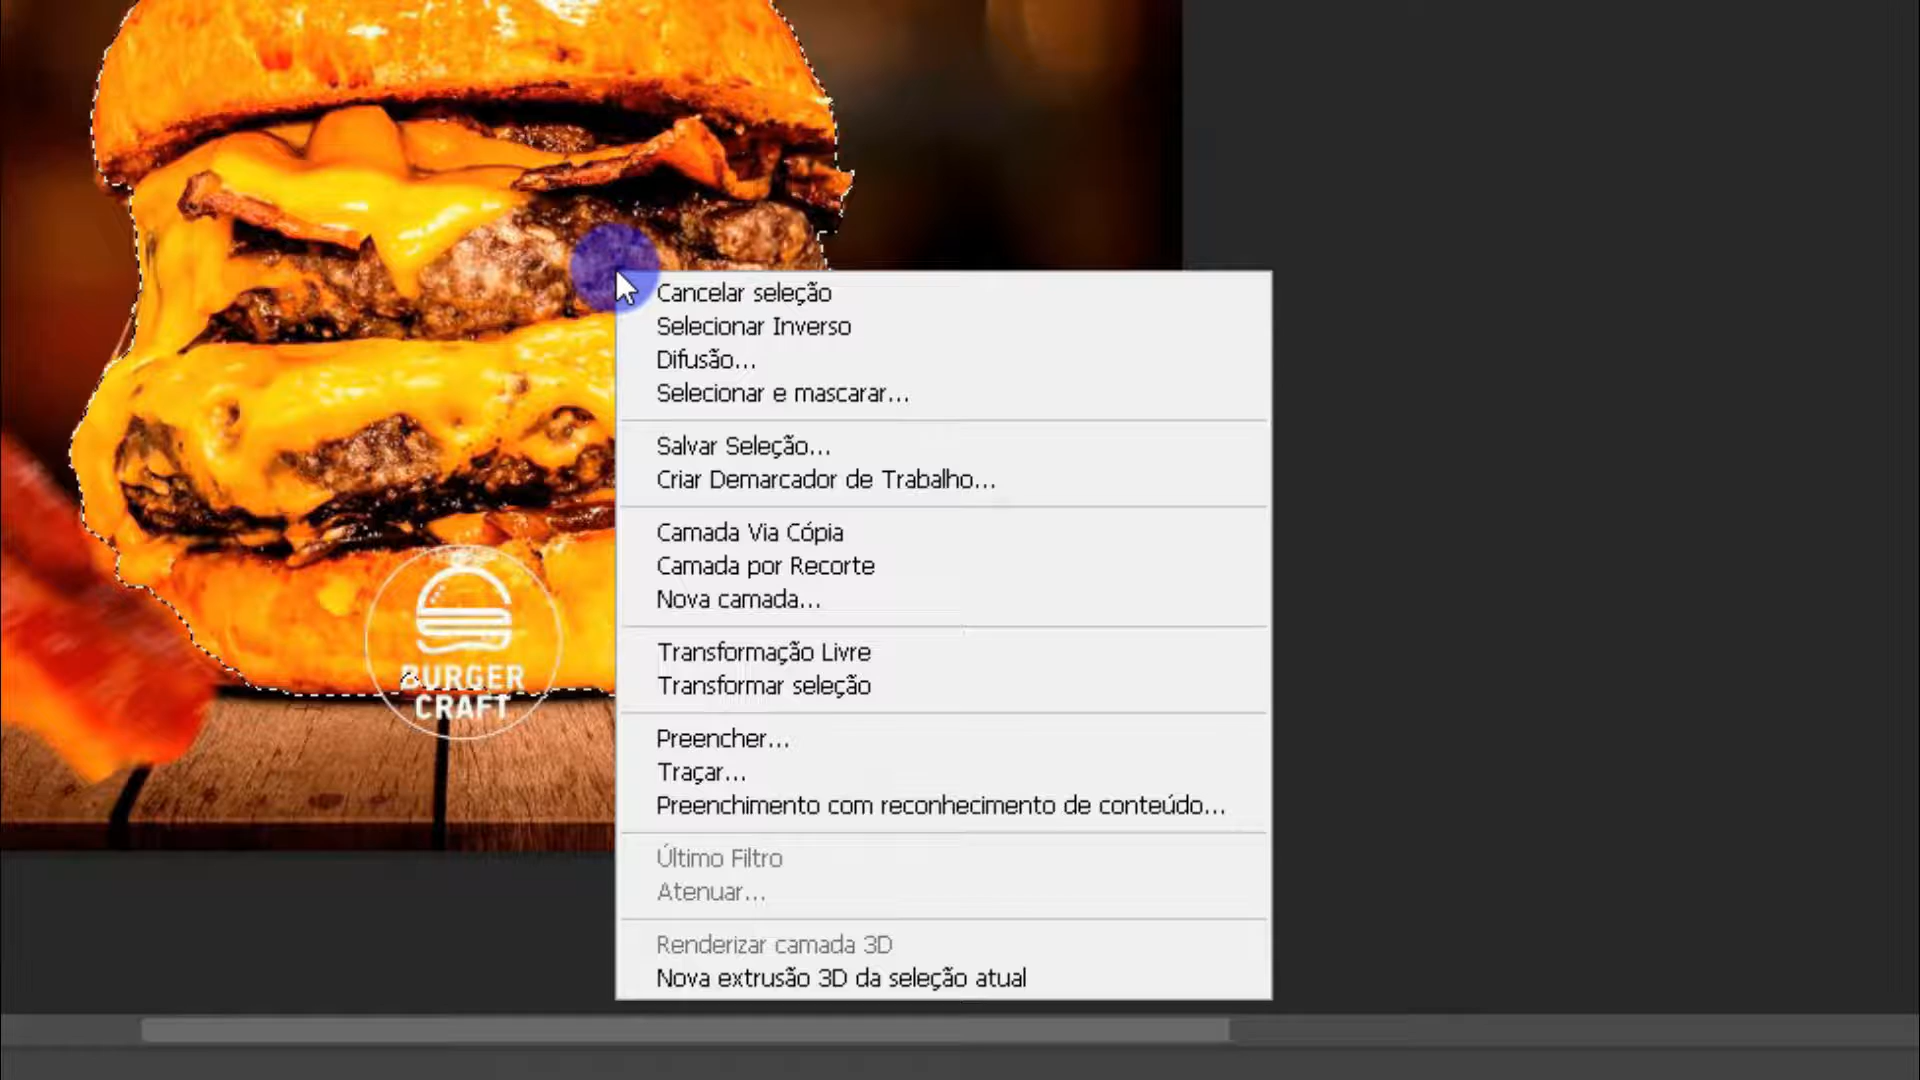 Cancelar seleção
Selecionar Inverso
Difusão...
Selecionar e mascarar...
Salvar Seleção...
Criar Demarcador de Trabalho...
Camada Via Cópia
Camada por Recorte
Nova camada...
Transformação Livre
Transformar seleção
Preencher...
Traçar...
Preenchimento com reconhecimento de conteúdo...
Último Filtro
Atenuar...
Renderizar camada 3D
Nova extrusão 3D da seleção atual
BURGER
CRAFT